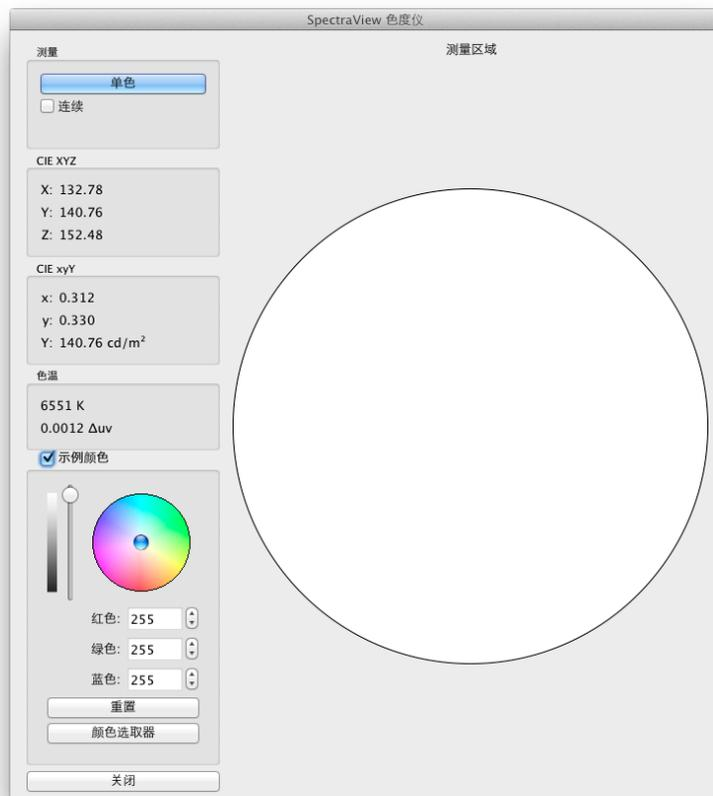 SpectraView 色度仪
测量
单色
连续
CIE XYZ
X: 132.78
Y: 140.76
Z: 152.48
CIE xyY
x: 0.312
y: 0.330
Y: 140.76 cd/m²
色温
6551 K
0.0012 Δuv
示例颜色
红色: 255
绿色: 255
蓝色: 255
重置
颜色选取器
关闭
测量区域